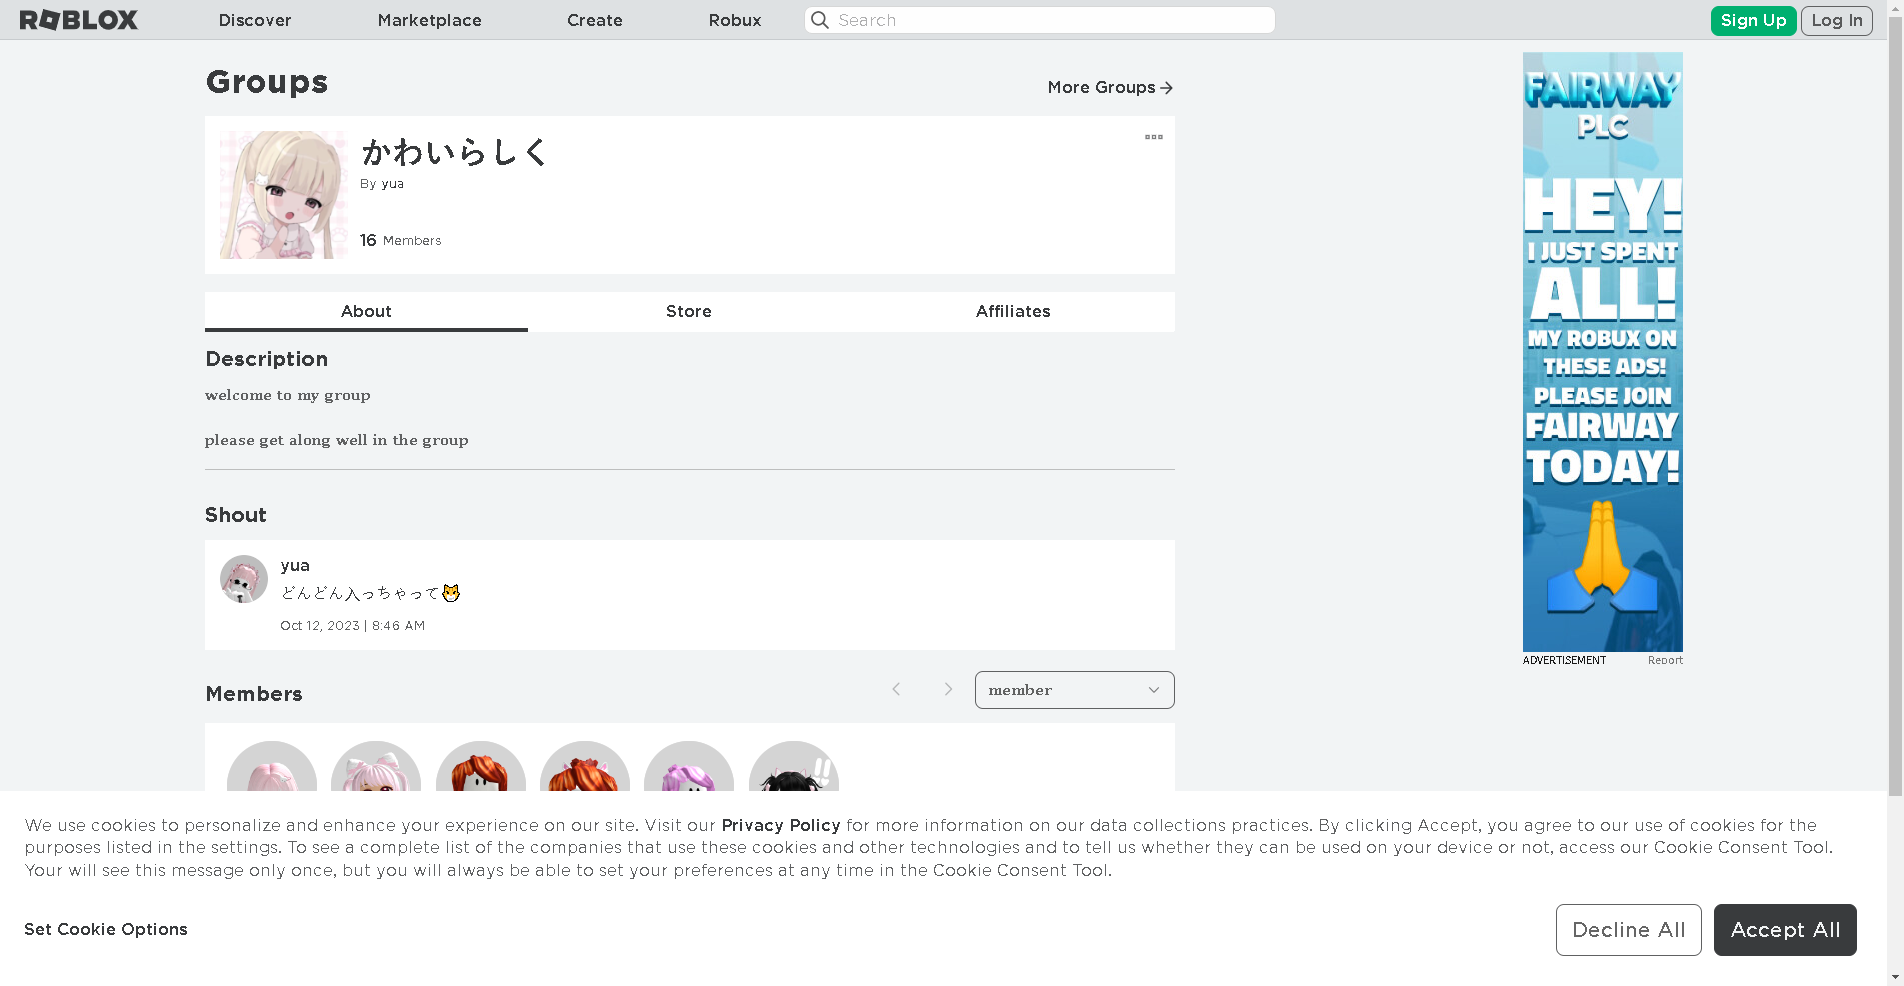 ROBLOX
Discover
Marketplace
Create
Robux
Search
Sign Up
Log In
Groups
More Groups
かわいらしく
By yua
16 Members
About
Store
Affiliates
Description
welcome to my group
please get along well in the group
Shout
yua
どんどん入っちゃって🐱
Oct 12, 2023 | 8:46 AM
Members
member
FAIRWAY
PLC
HEY!
I JUST SPENT
ALL!
MY ROBUX ON
THESE ADS!
PLEASE JOIN
FAIRWAY
TODAY!
ADVERTISEMENT
Report
We use cookies to personalize and enhance your experience on our site. Visit our Privacy Policy for more information on our data collections practices. By clicking Accept, you agree to our use of cookies for the
purposes listed in the settings. To see a complete list of the companies that use these cookies and other technologies and to tell us whether they can be used on your device or not, access our Cookie Consent Tool.
Your will see this message only once, but you will always be able to set your preferences at any time in the Cookie Consent Tool.
Set Cookie Options
Decline All
Accept All